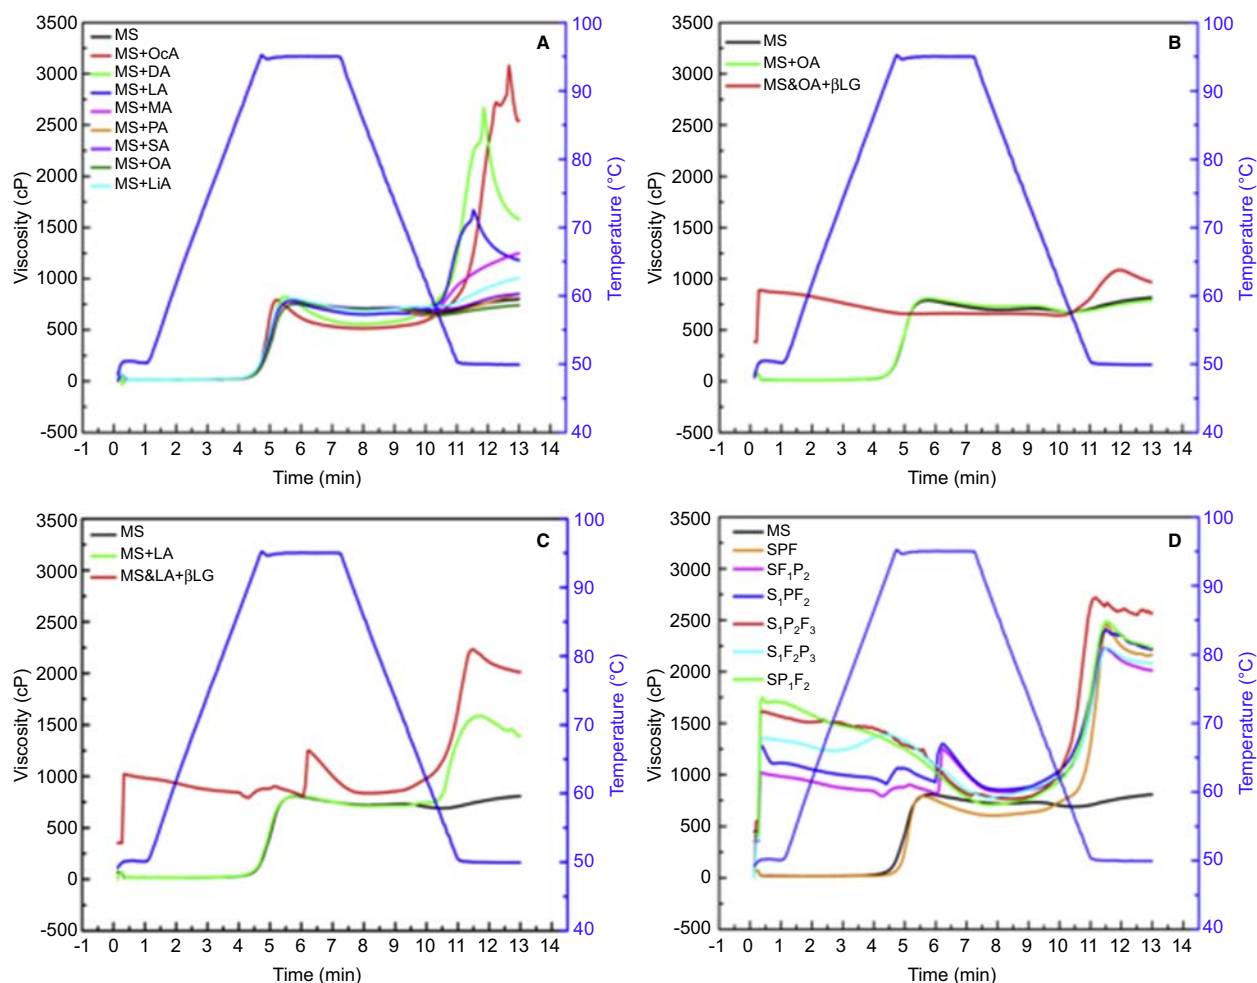 A
MS
MS+OcA
MS+DA
MS+LA
MS+MA
MS+PA
MS+SA
MS+OA
MS+LiA
Viscosity (cP)
3500
3000
2500
2000
1500
1000
500
0
-500
Temperature (°C)
100
90
80
70
60
50
40
-1 0 1 2 3 4 5 6 7 8 9 10 11 12 13 14
Time (min)
B
MS
MS+OA
MS&OA+βLG
Viscosity (cP)
3500
3000
2500
2000
1500
1000
500
0
-500
Temperature (°C)
100
90
80
70
60
50
40
-1 0 1 2 3 4 5 6 7 8 9 10 11 12 13 14
Time (min)
C
MS
MS+LA
MS&LA+βLG
Viscosity (cP)
3500
3000
2500
2000
1500
1000
500
0
-500
Temperature (°C)
100
90
80
70
60
50
40
-1 0 1 2 3 4 5 6 7 8 9 10 11 12 13 14
Time (min)
D
MS
SPF
SF₁P₂
S₁PF₂
S₁P₂F₃
S₁F₂P₃
SP₁F₂
Viscosity (cP)
3500
3000
2500
2000
1500
1000
500
0
-500
Temperature (°C)
100
90
80
70
60
50
40
-1 0 1 2 3 4 5 6 7 8 9 10 11 12 13 14
Time (min)